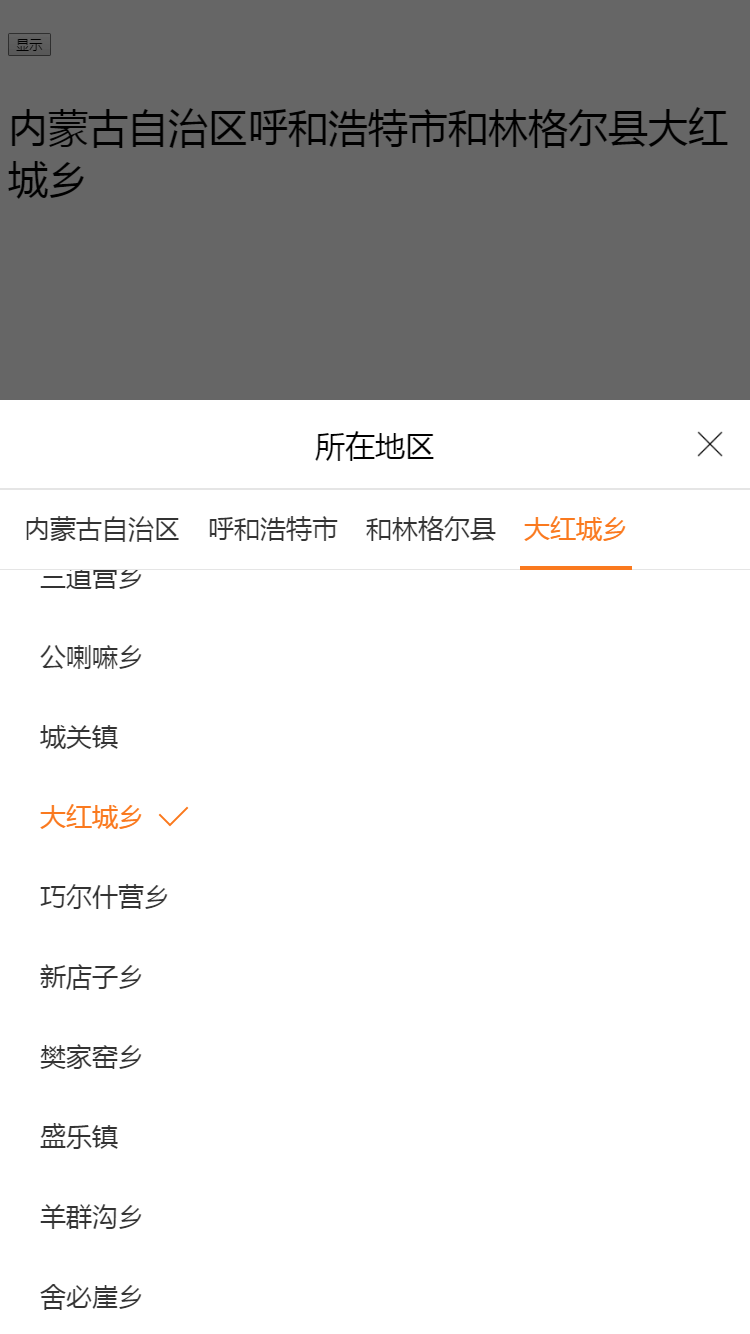 显示
内蒙古自治区呼和浩特市和林格尔县大红
城乡
所在地区
内蒙古自治区 呼和浩特市 和林格尔县 大红城乡
三道营乡
公喇嘛乡
城关镇
大红城乡
巧尔什营乡
新店子乡
樊家窑乡
盛乐镇
羊群沟乡
舍必崖乡